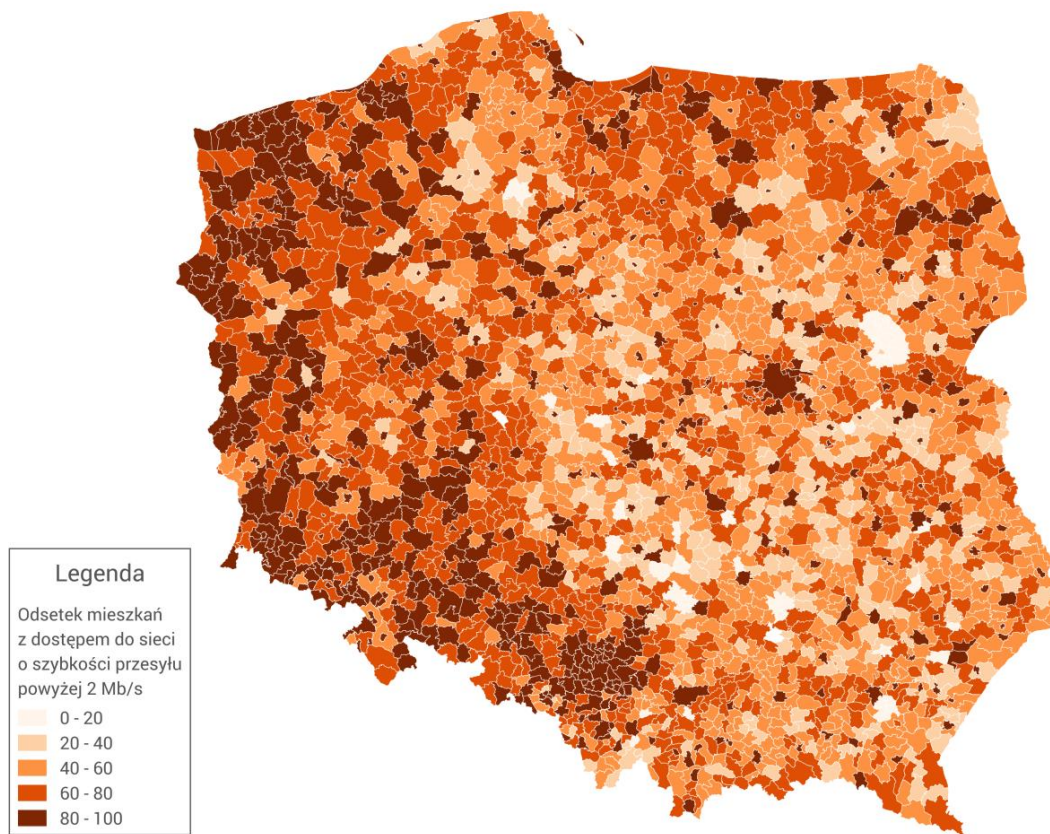 Legenda
Odsetek mieszkań
z dostępem do sieci
o szybkości przesyłu
powyżej 2 Mb/s
0 - 20
20 - 40
40 - 60
60 - 80
80 - 100